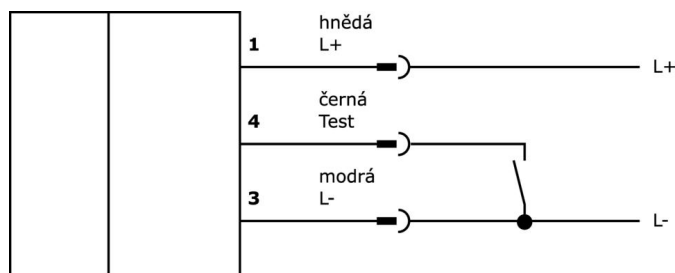 hnědá
1 L+
L+
černá
4 Test
modrá
3 L-
L-